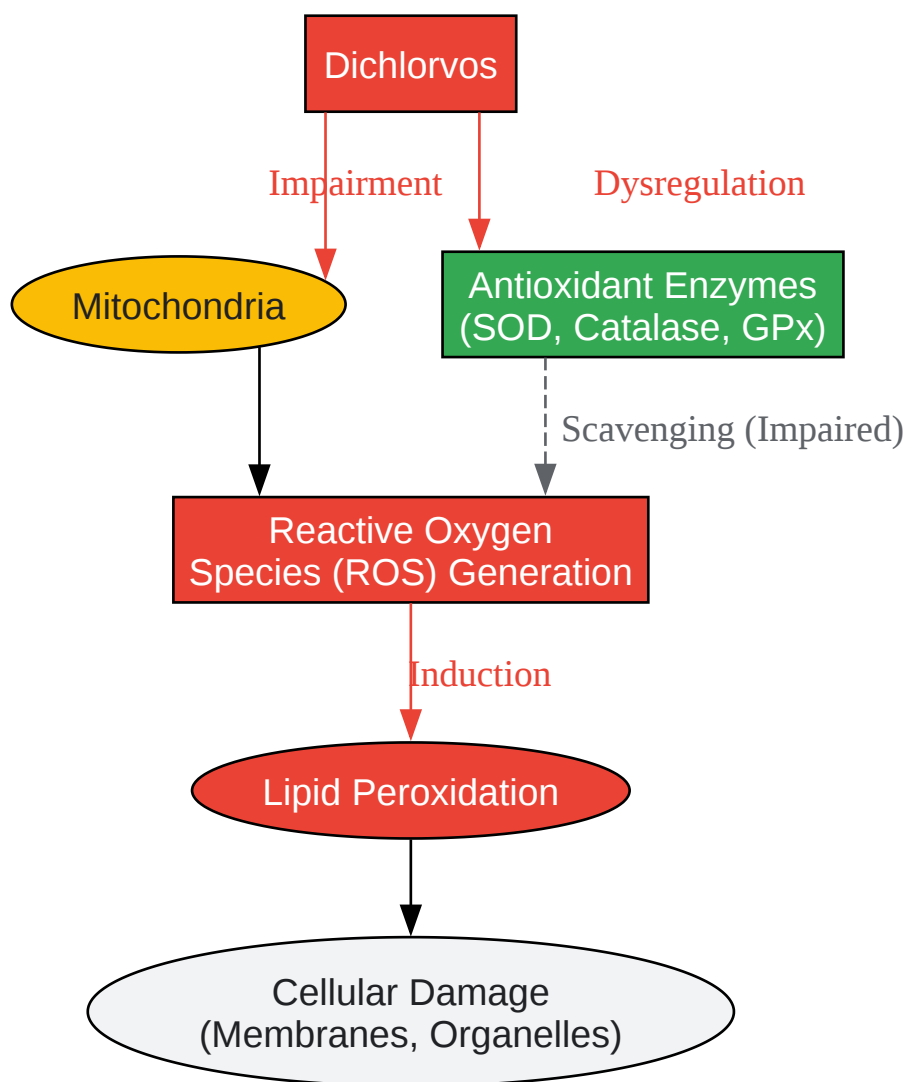 Dichlorvos
Impairment
Dysregulation
Mitochondria
Antioxidant Enzymes
(SOD, Catalase, GPx)
Scavenging (Impaired)
Reactive Oxygen
Species (ROS) Generation
Induction
Lipid Peroxidation
Cellular Damage
(Membranes, Organelles)